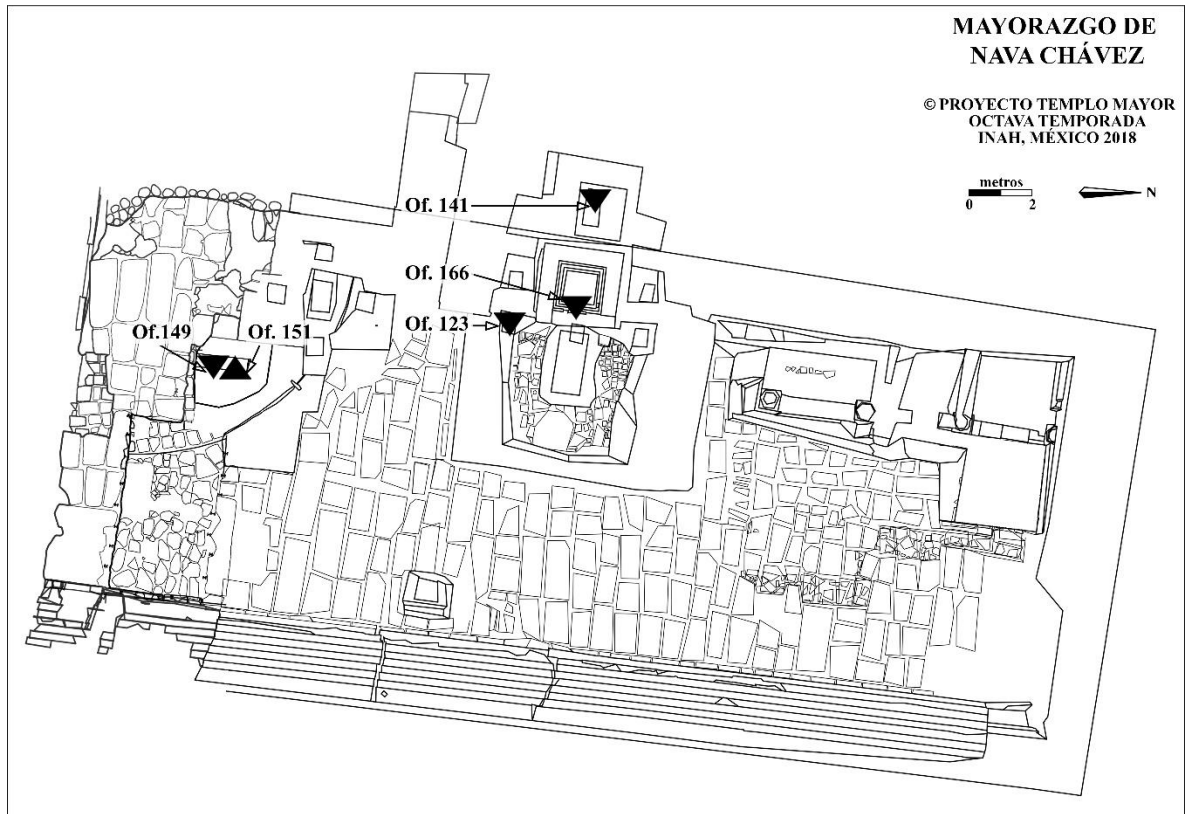 MAYORAZGO DE
NAVA CHÁVEZ
© PROYECTO TEMPLO MAYOR
OCTAVA TEMPORADA
INAH, MÉXICO 2018
metros
0 2
N
Of. 141
Of. 166
Of. 123
Of.149 Of. 151